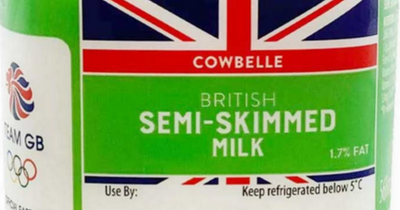 COWBELLE
BRITISH
SEMI-SKIMMED
MILK
1.7% FAT
TEAM GB
Use By: Keep refrigerated below 5°C